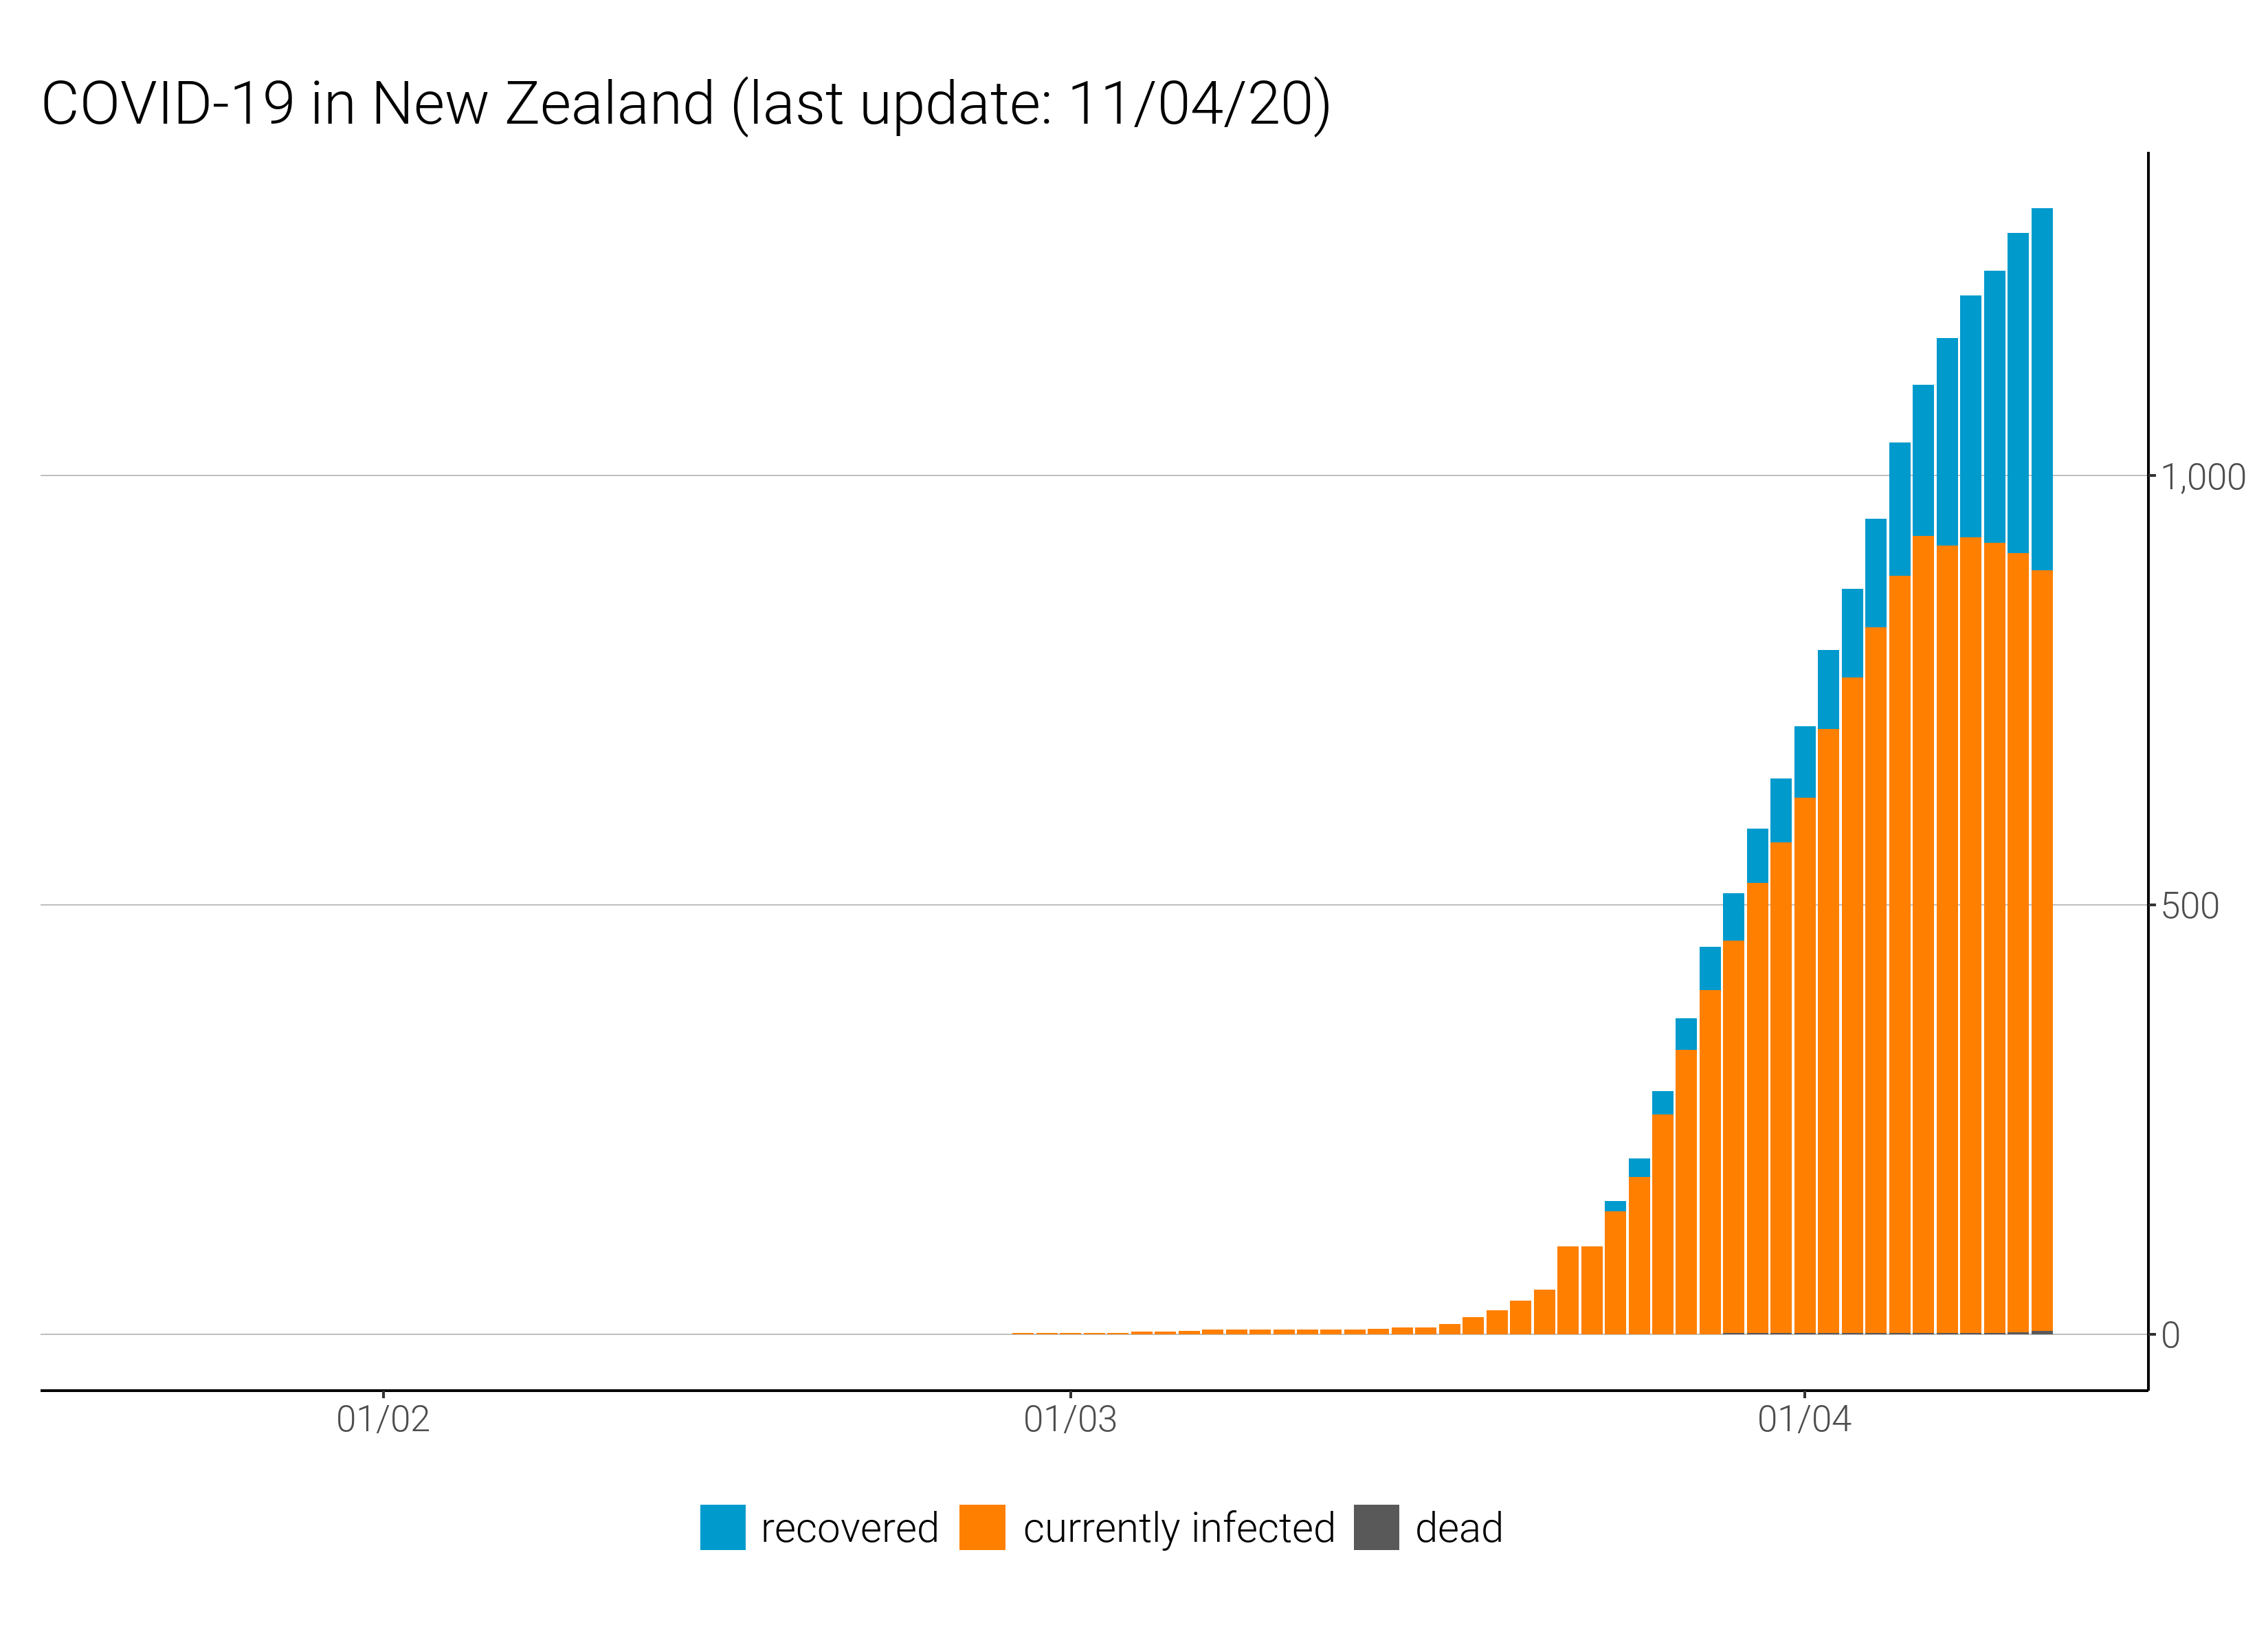 COVID-19 in New Zealand (last update: 11/04/20)
1,000
500
0
01/02 01/03 01/04
recovered currently infected dead